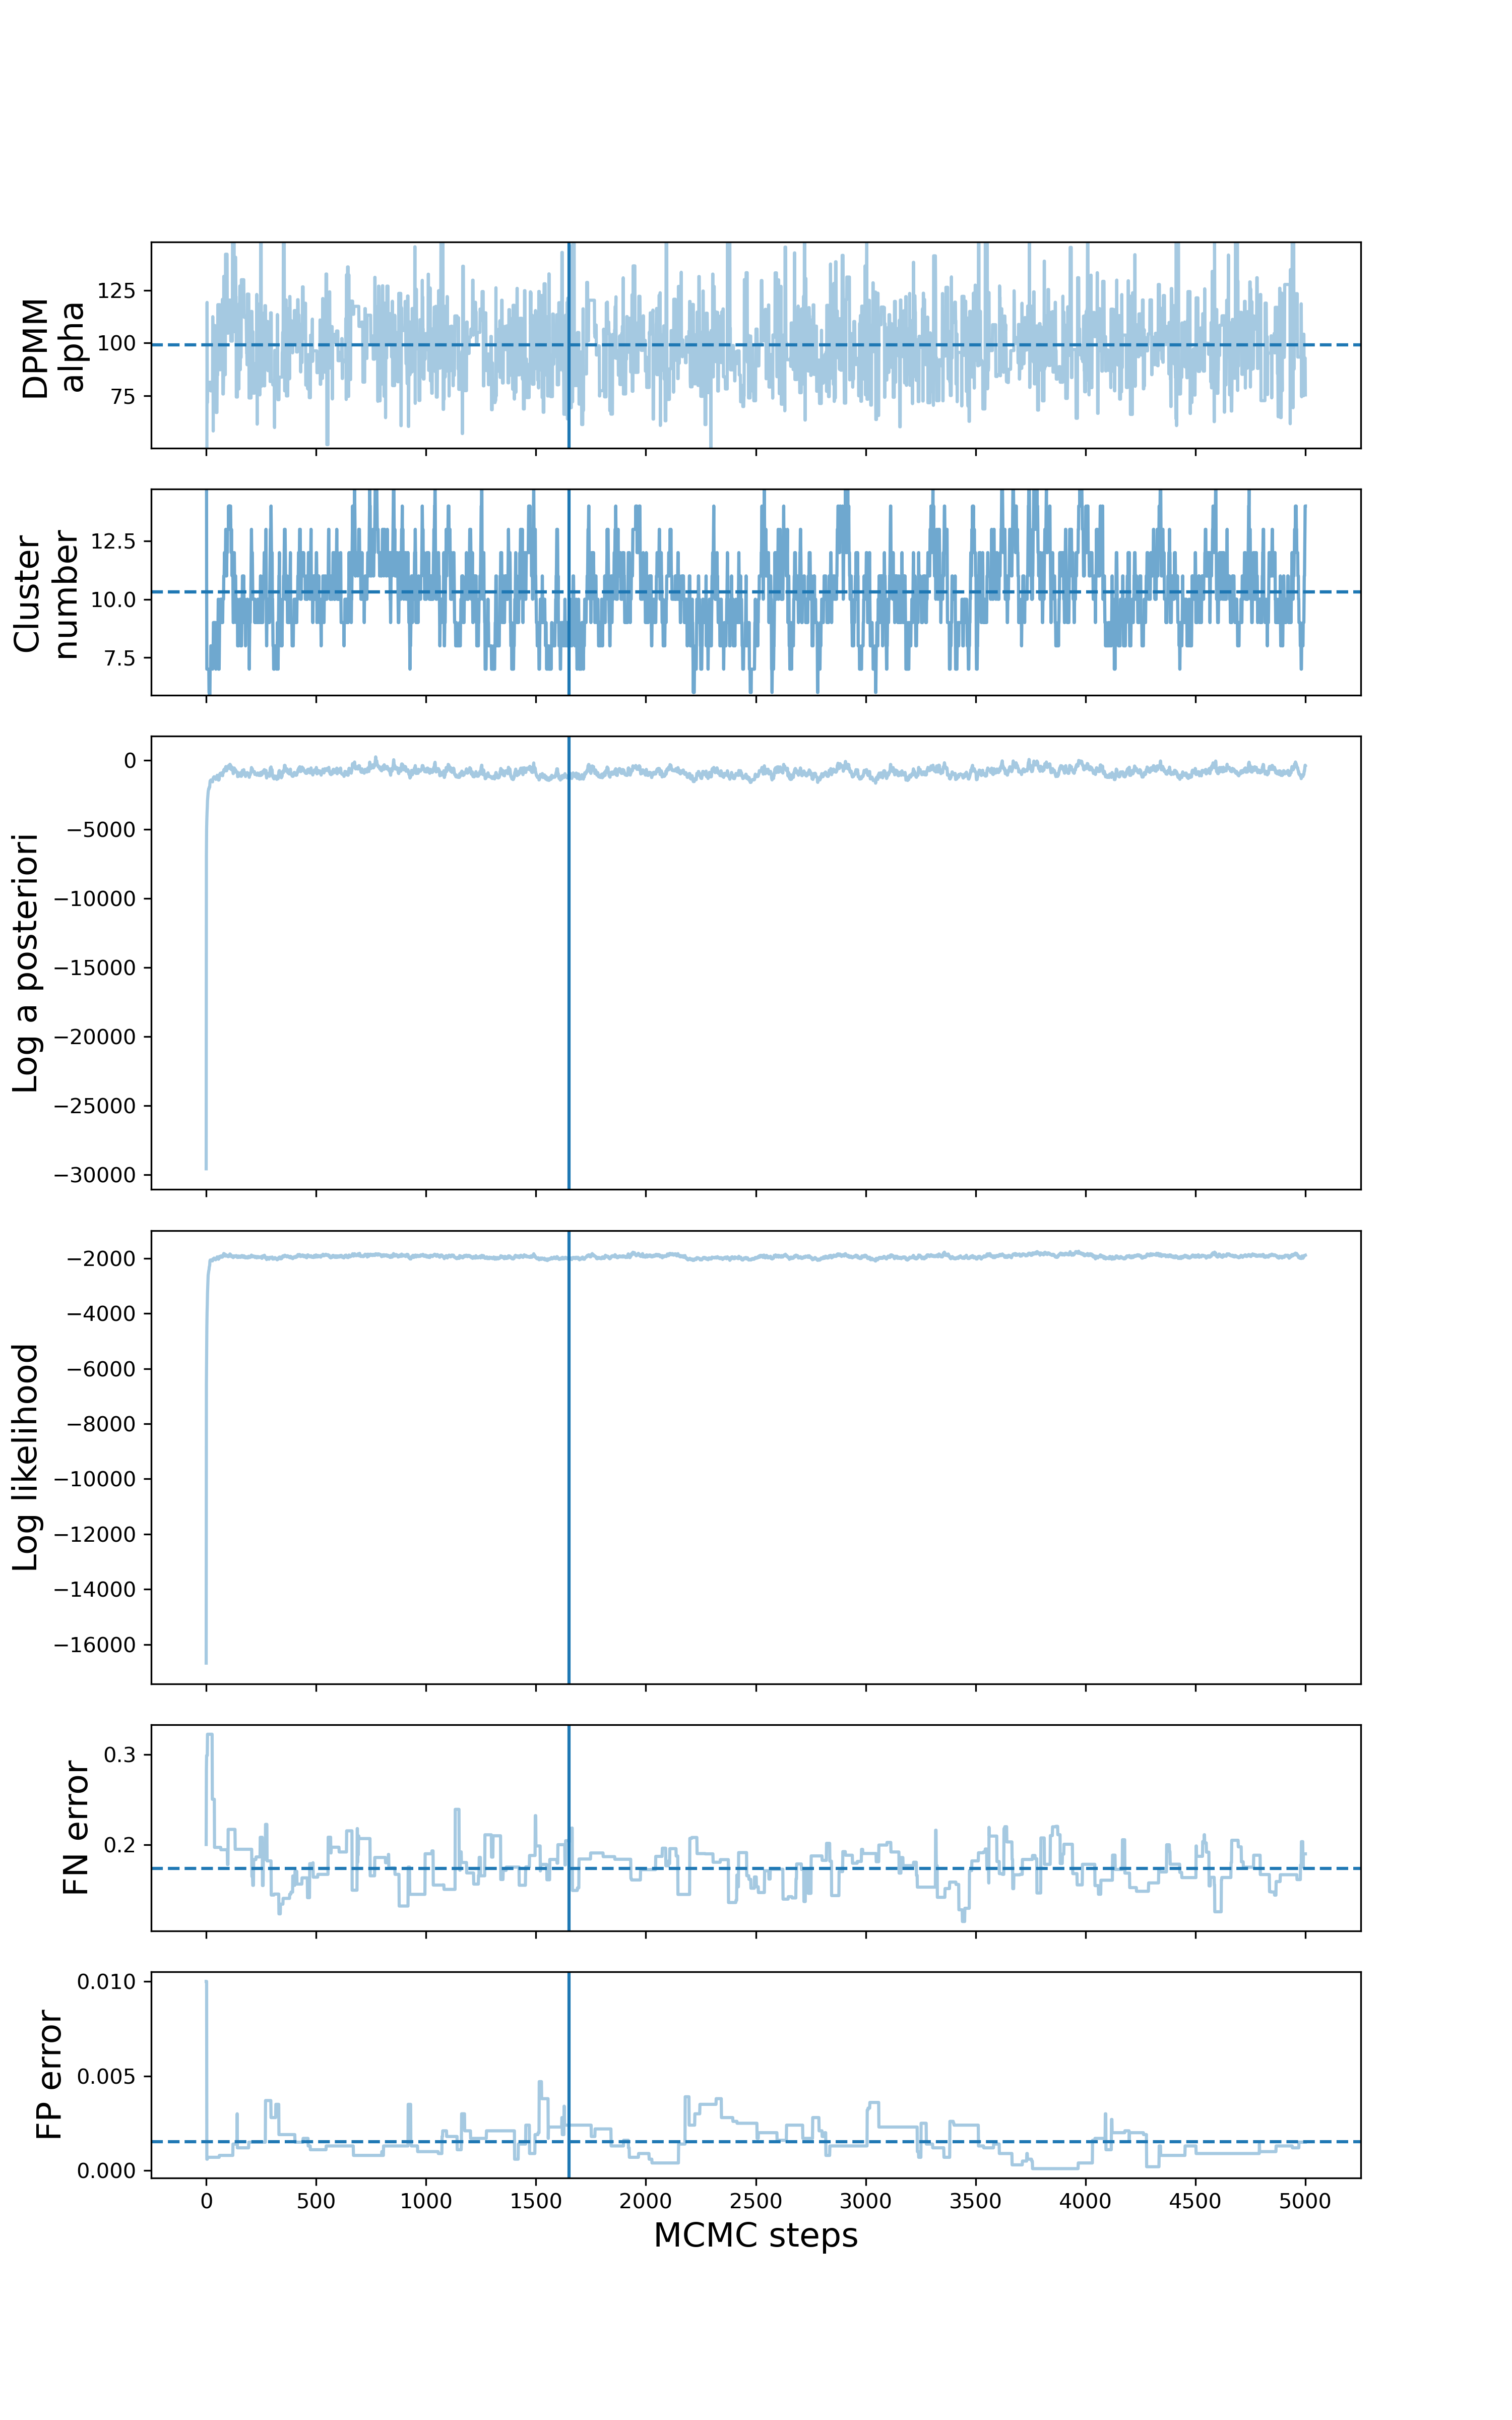 DPMM
alpha
125
100
75
Cluster
number
12.5
10.0
7.5
Log a posteriori
0
−5000
−10000
−15000
−20000
−25000
−30000
Log likelihood
−2000
−4000
−6000
−8000
−10000
−12000
−14000
−16000
FN error
0.3
0.2
FP error
0.010
0.005
0.000
0 500 1000 1500 2000 2500 3000 3500 4000 4500 5000
MCMC steps